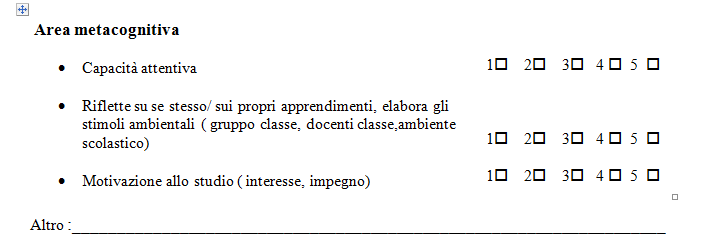 Area metacognitiva
• Capacità attentiva 1□ 2□ 3□ 4 □ 5 □
• Riflette su se stesso/ sui propri apprendimenti, elabora gli
stimoli ambientali ( gruppo classe, docenti classe,ambiente
scolastico) 1□ 2□ 3□ 4 □ 5 □
• Motivazione allo studio ( interesse, impegno) 1□ 2□ 3□ 4 □ 5 □
Altro :_______________________________________________________________